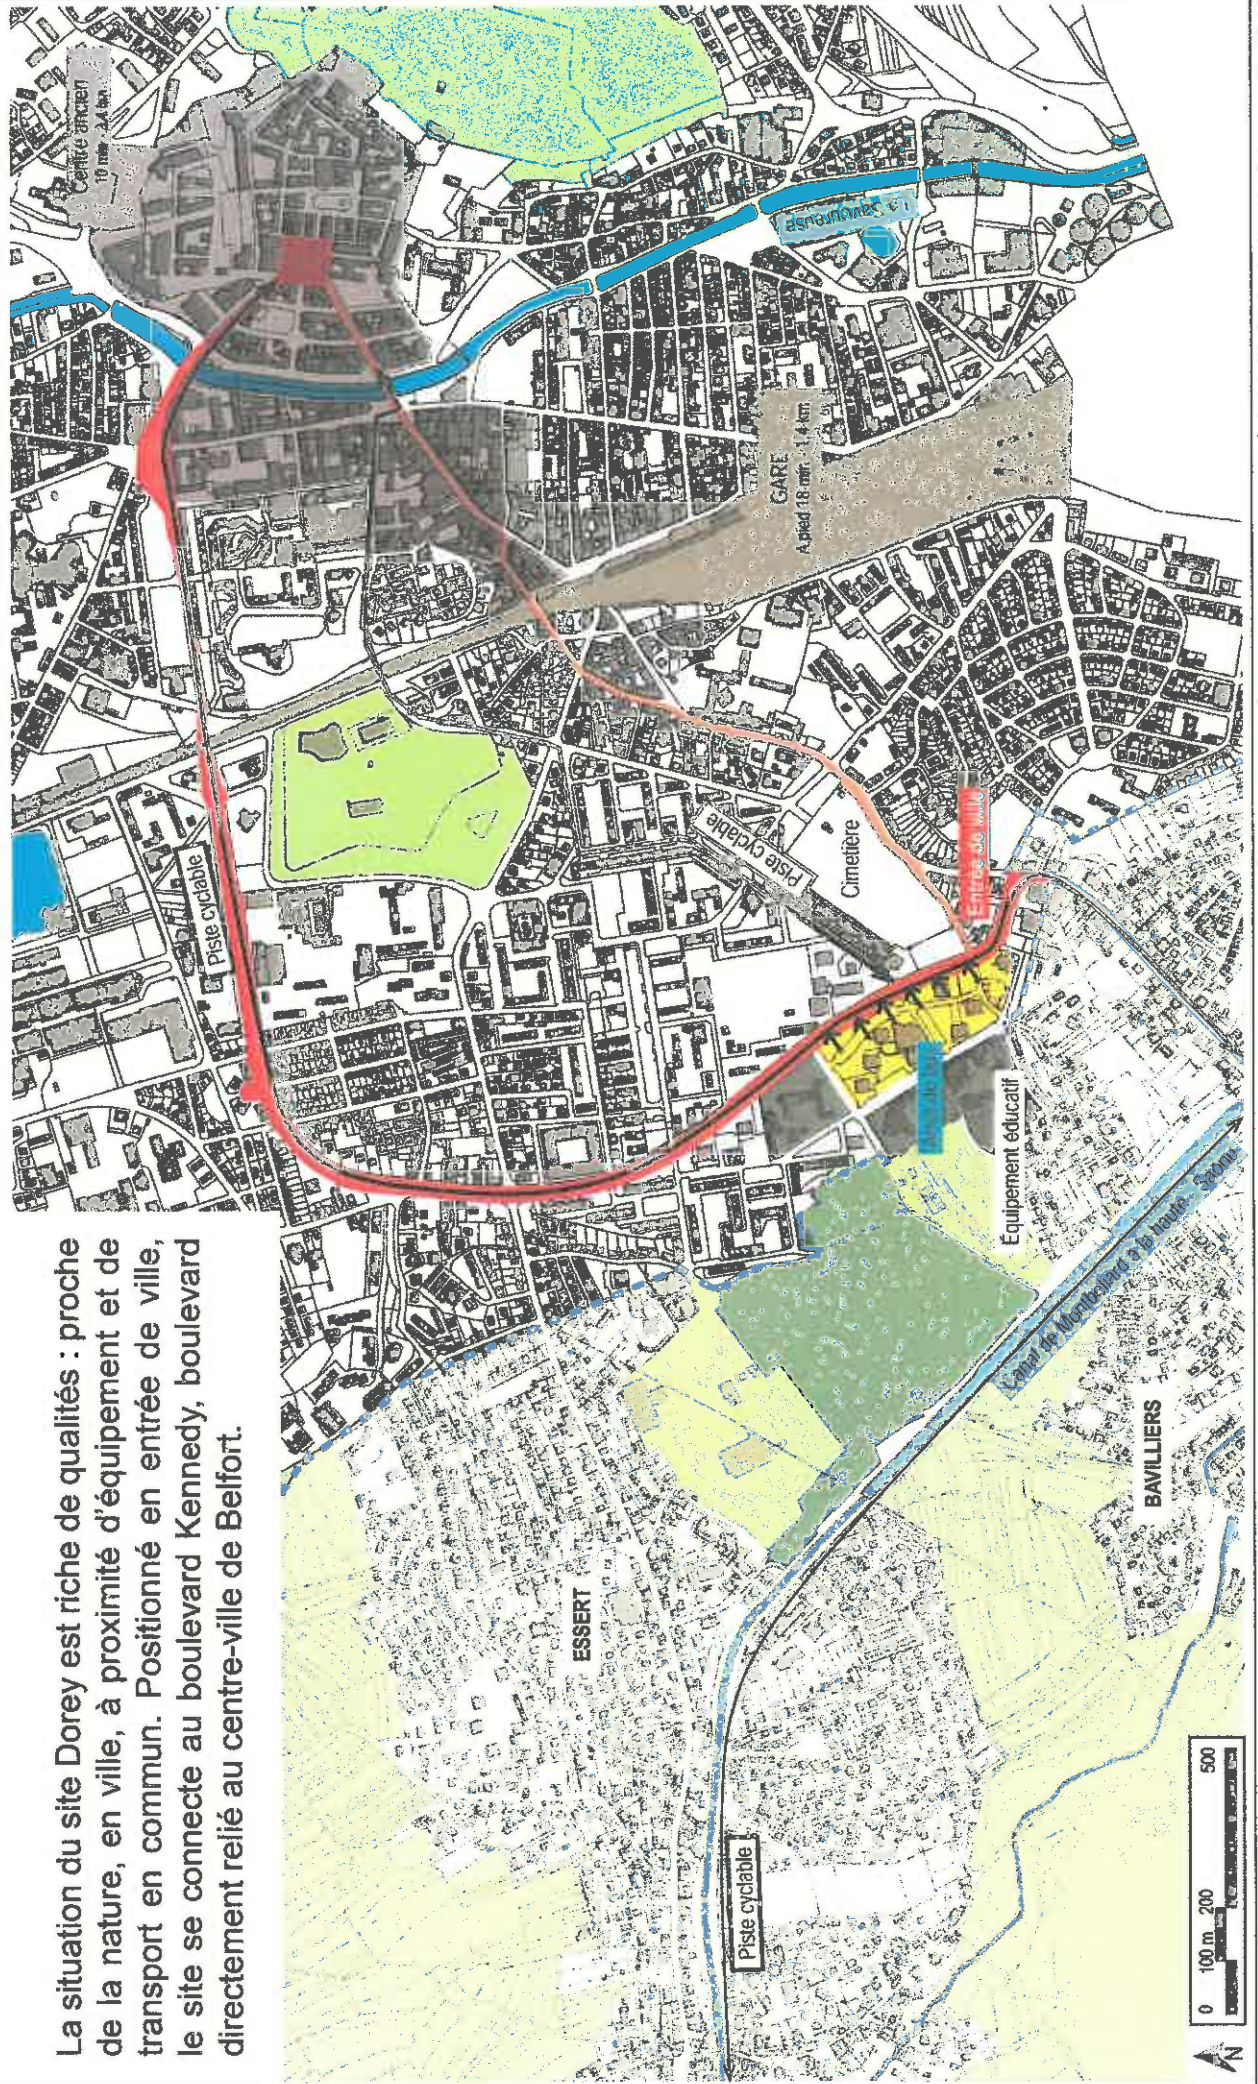 La situation du site Dorey est riche de qualités : proche
de la nature, en ville, à proximité d'équipement et de
transport en commun. Positionné en entrée de ville,
le site se connecte au boulevard Kennedy, boulevard
directement relié au centre-ville de Belfort.
Centre ancien
Piste cyclable
Savoureuse
GARE
A pied 18 min - 1,4 km
Piste cyclable
Cimetière
Entrée de ville
Équipement éducatif
Canal de Montbéliard à la haute Saône
ESSERT
BAVILLIERS
Piste cyclable
0 100 m 200 500
N